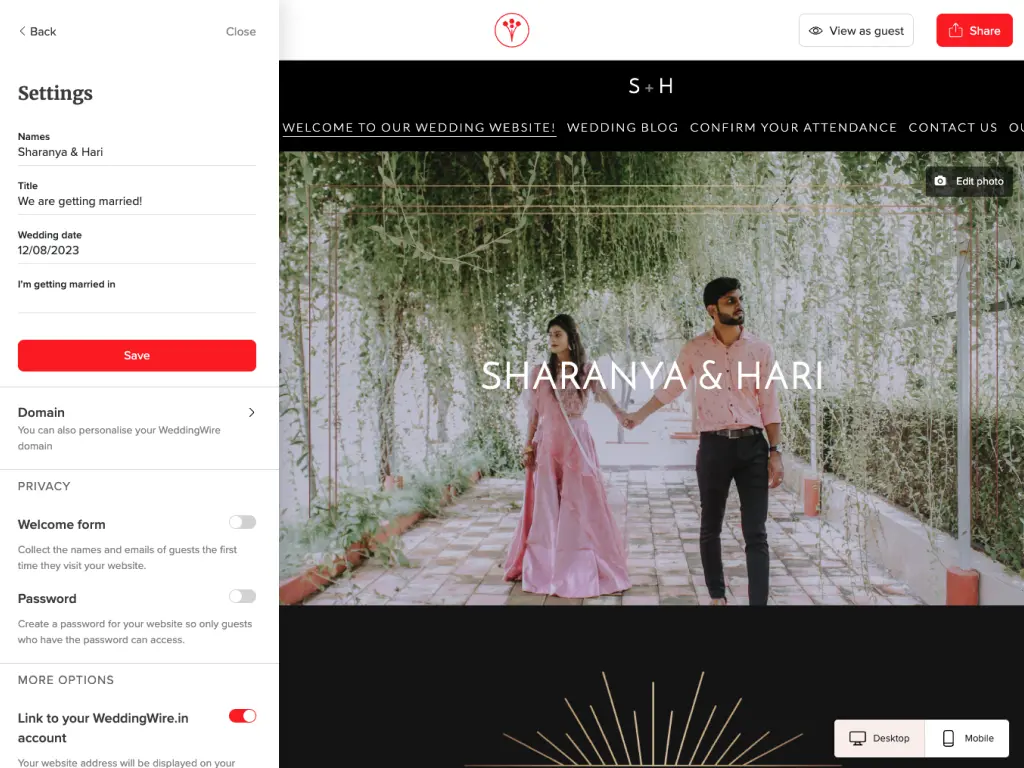 Back
Close
Settings
Names
Sharanya & Hari
Title
We are getting married!
Wedding date
12/08/2023
I'm getting married in
Save
Domain
You can also personalise your WeddingWire
domain
PRIVACY
Welcome form
Collect the names and emails of guests the first
time they visit your website.
Password
Create a password for your website so only guests
who have the password can access.
MORE OPTIONS
Link to your WeddingWire.in
account
Your website address will be displayed on your
View as guest
Share
S + H
WELCOME TO OUR WEDDING WEBSITE!
WEDDING BLOG
CONFIRM YOUR ATTENDANCE
CONTACT US
Edit photo
SHARANYA & HARI
Desktop
Mobile